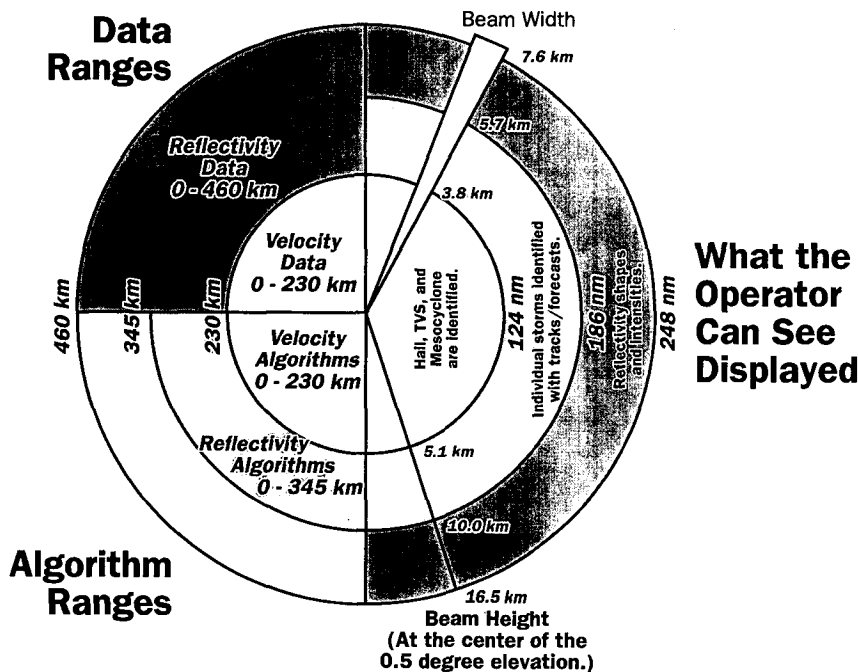 Data
Ranges
Beam Width
7.6 km
5.7 km
3.8 km
Reflectivity
Data
0 - 460 km
Velocity
Data
0 - 230 km
460 km
345 km
230 km
Velocity
Algorithms
0 - 230 km
Reflectivity
Algorithms
0 - 345 km
Algorithm
Ranges
Hail, TVS, and
Mesocyclone
are identified.
124 nm
Individual storms identified
with tracks/forecasts.
186 nm
Reflectivity shapes
and intensities.
248 nm
What the
Operator
Can See
Displayed
5.1 km
10.0 km
16.5 km
Beam Height
(At the center of the
0.5 degree elevation.)